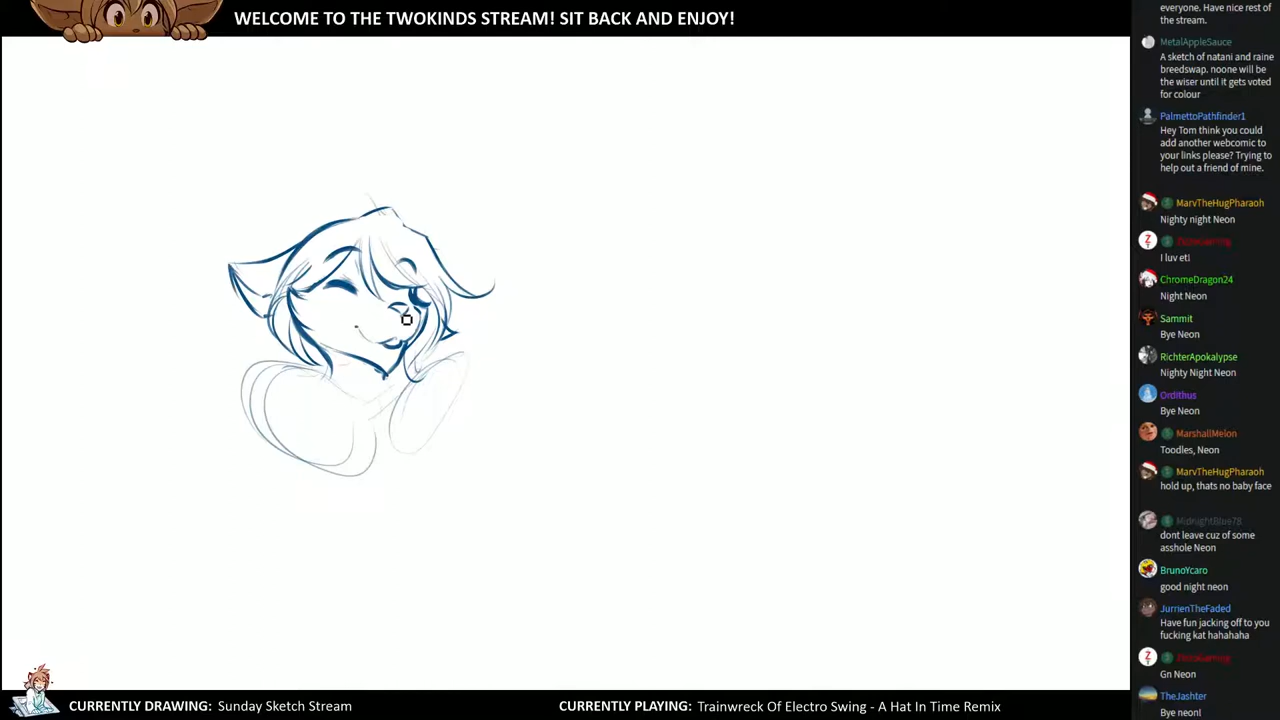 WELCOME TO THE TWOKINDS STREAM! SIT BACK AND ENJOY!
everyone. Have nice rest of
the stream.
MetalAppleSauce
A sketch of natani and raine
breedswap. noone will be
the wiser until it gets voted
for colour
PalmettoPathfinder1
Hey Tom think you could
add another webcomic to
your links please? Trying to
help out a friend of mine.
MarvTheHugPharaoh
Nighty night Neon
I luv et!
ChromeDragon24
Night Neon
Sammit
Bye Neon
RichterApokalypse
Nighty Night Neon
Ordithus
Bye Neon
MarshallMelon
Toodles, Neon
MarvTheHugPharaoh
hold up, thats no baby face
MidnightBlue78
dont leave cuz of some
asshole Neon
BrunoYcaro
good night neon
JurrienTheFaded
Have fun jacking off to you
fucking kat hahahaha
Gn Neon
TheJashter
Bye neon!
CURRENTLY DRAWING: Sunday Sketch Stream
CURRENTLY PLAYING: Trainwreck Of Electro Swing - A Hat In Time Remix